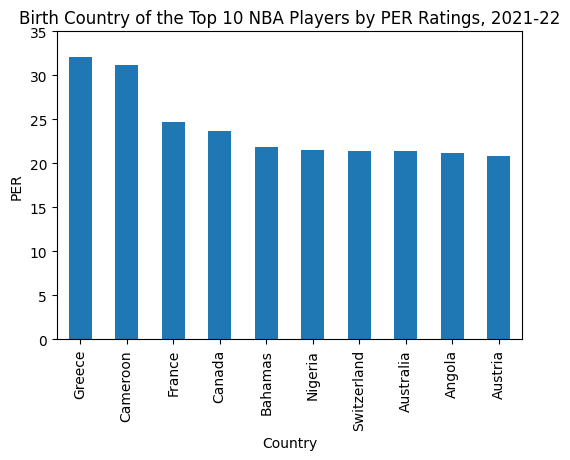 Birth Country of the Top 10 NBA Players by PER Ratings, 2021-22
35
30
25
20
15
10
5
0
PER
Greece
Cameroon
France
Canada
Bahamas
Nigeria
Switzerland
Australia
Angola
Austria
Country